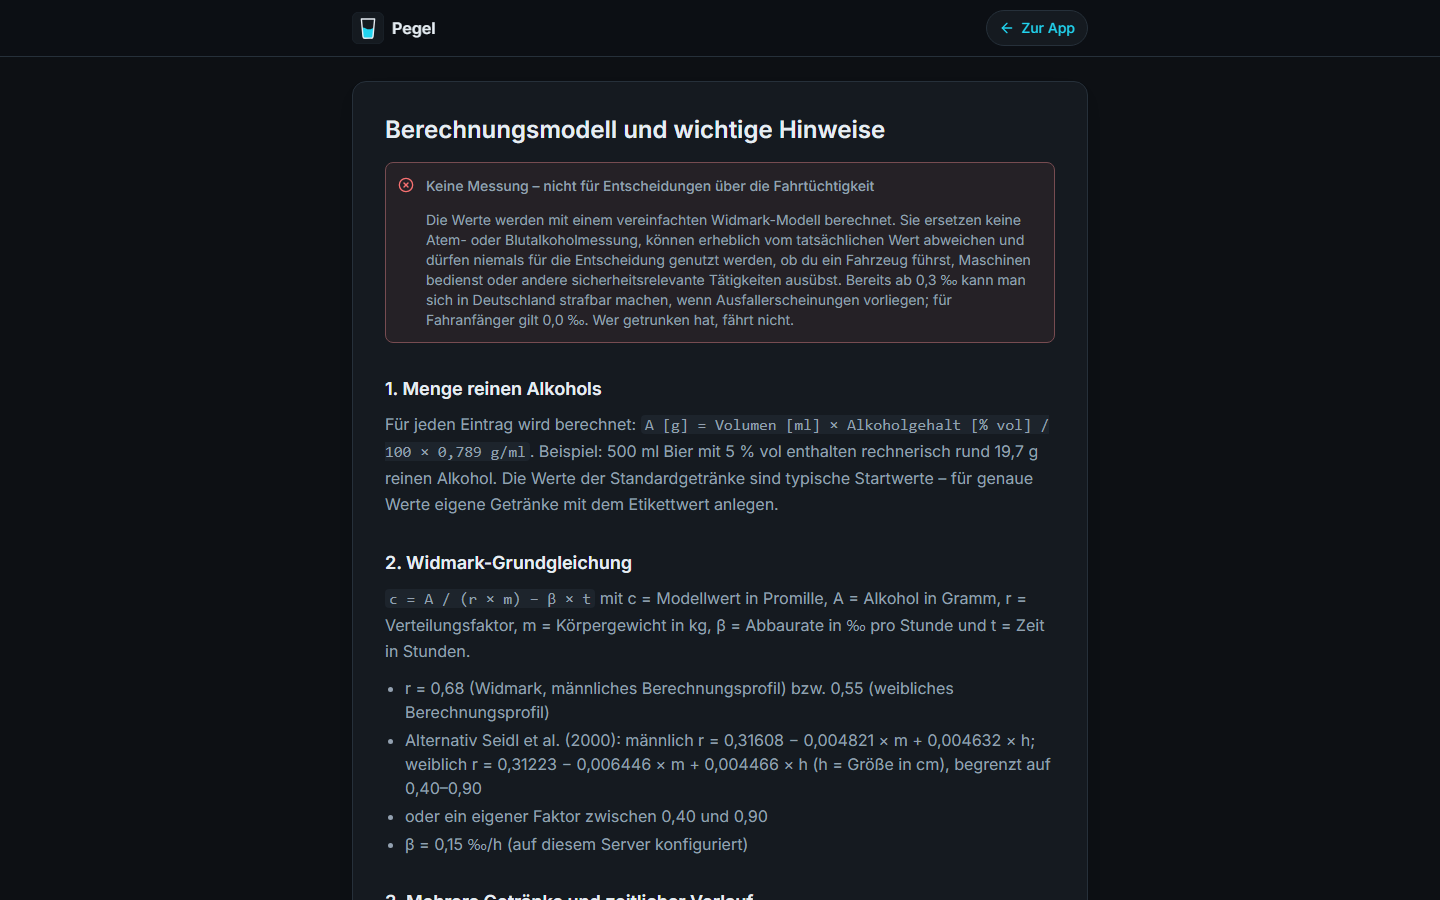 Pegel
← Zur App
Berechnungsmodell und wichtige Hinweise
Keine Messung – nicht für Entscheidungen über die Fahrtüchtigkeit
Die Werte werden mit einem vereinfachten Widmark-Modell berechnet. Sie ersetzen keine
Atem- oder Blutalkoholmessung, können erheblich vom tatsächlichen Wert abweichen und
dürfen niemals für die Entscheidung genutzt werden, ob du ein Fahrzeug führst, Maschinen
bedienst oder andere sicherheitsrelevante Tätigkeiten ausübst. Bereits ab 0,3 ‰ kann man
sich in Deutschland strafbar machen, wenn Ausfallerscheinungen vorliegen; für
Fahranfänger gilt 0,0 ‰. Wer getrunken hat, fährt nicht.
1. Menge reinen Alkohols
Für jeden Eintrag wird berechnet: A [g] = Volumen [ml] × Alkoholgehalt [% vol] /
100 × 0,789 g/ml. Beispiel: 500 ml Bier mit 5 % vol enthalten rechnerisch rund 19,7 g
reinen Alkohol. Die Werte der Standardgetränke sind typische Startwerte – für genaue
Werte eigene Getränke mit dem Etikettwert anlegen.
2. Widmark-Grundgleichung
c = A / (r × m) − β × t mit c = Modellwert in Promille, A = Alkohol in Gramm, r =
Verteilungsfaktor, m = Körpergewicht in kg, β = Abbaurate in ‰ pro Stunde und t = Zeit
in Stunden.
• r = 0,68 (Widmark, männliches Berechnungsprofil) bzw. 0,55 (weibliches
Berechnungsprofil)
• Alternativ Seidl et al. (2000): männlich r = 0,31608 − 0,004821 × m + 0,004632 × h;
weiblich r = 0,31223 − 0,006446 × m + 0,004466 × h (h = Größe in cm), begrenzt auf
0,40–0,90
• oder ein eigener Faktor zwischen 0,40 und 0,90
• β = 0,15 ‰/h (auf diesem Server konfiguriert)
3. Mehrere Getränke und zeitlicher Verlauf